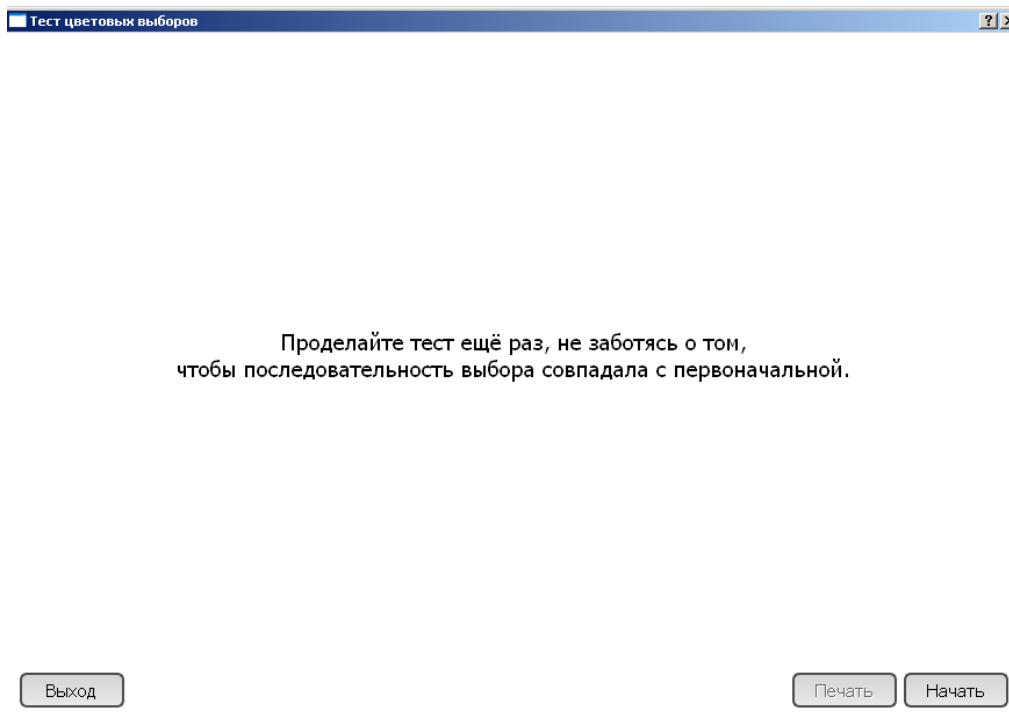 Тест цветовых выборов
Проделайте тест ещё раз, не заботясь о том,
чтобы последовательность выбора совпадала с первоначальной.
Выход
Печать
Начать